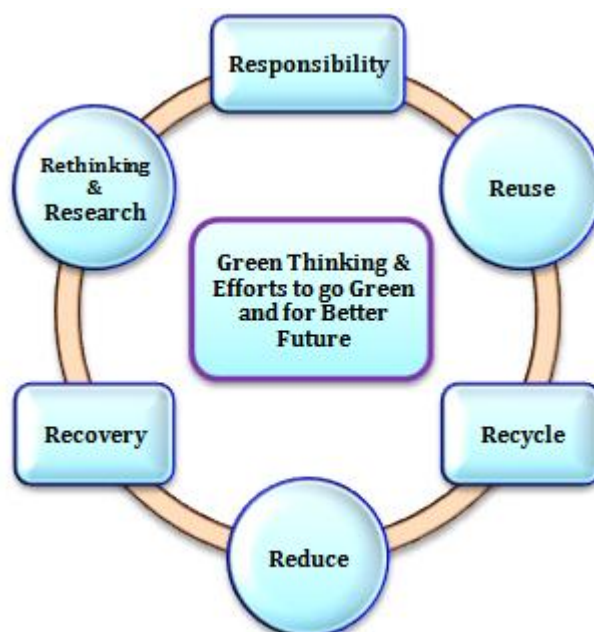 Responsibility
Rethinking
&
Research
Reuse
Green Thinking &
Efforts to go Green
and for Better
Future
Recovery
Recycle
Reduce